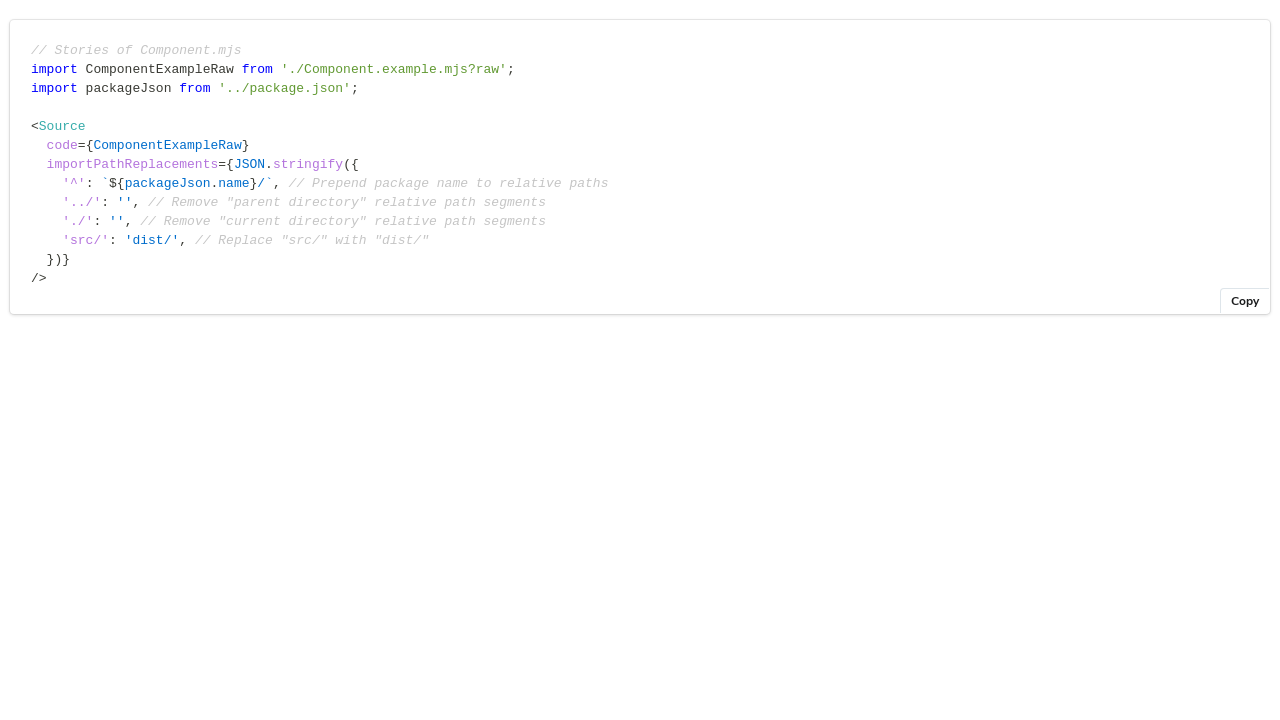 // Stories of Component.mjs
import ComponentExampleRaw from './Component.example.mjs?raw';
import packageJson from '../package.json';

<Source
  code={ComponentExampleRaw}
  importPathReplacements={JSON.stringify({
    '^': `${packageJson.name}/`, // Prepend package name to relative paths
    '../': '', // Remove "parent directory" relative path segments
    './': '', // Remove "current directory" relative path segments
    'src/': 'dist/', // Replace "src/" with "dist/"
  })}
/>
Copy